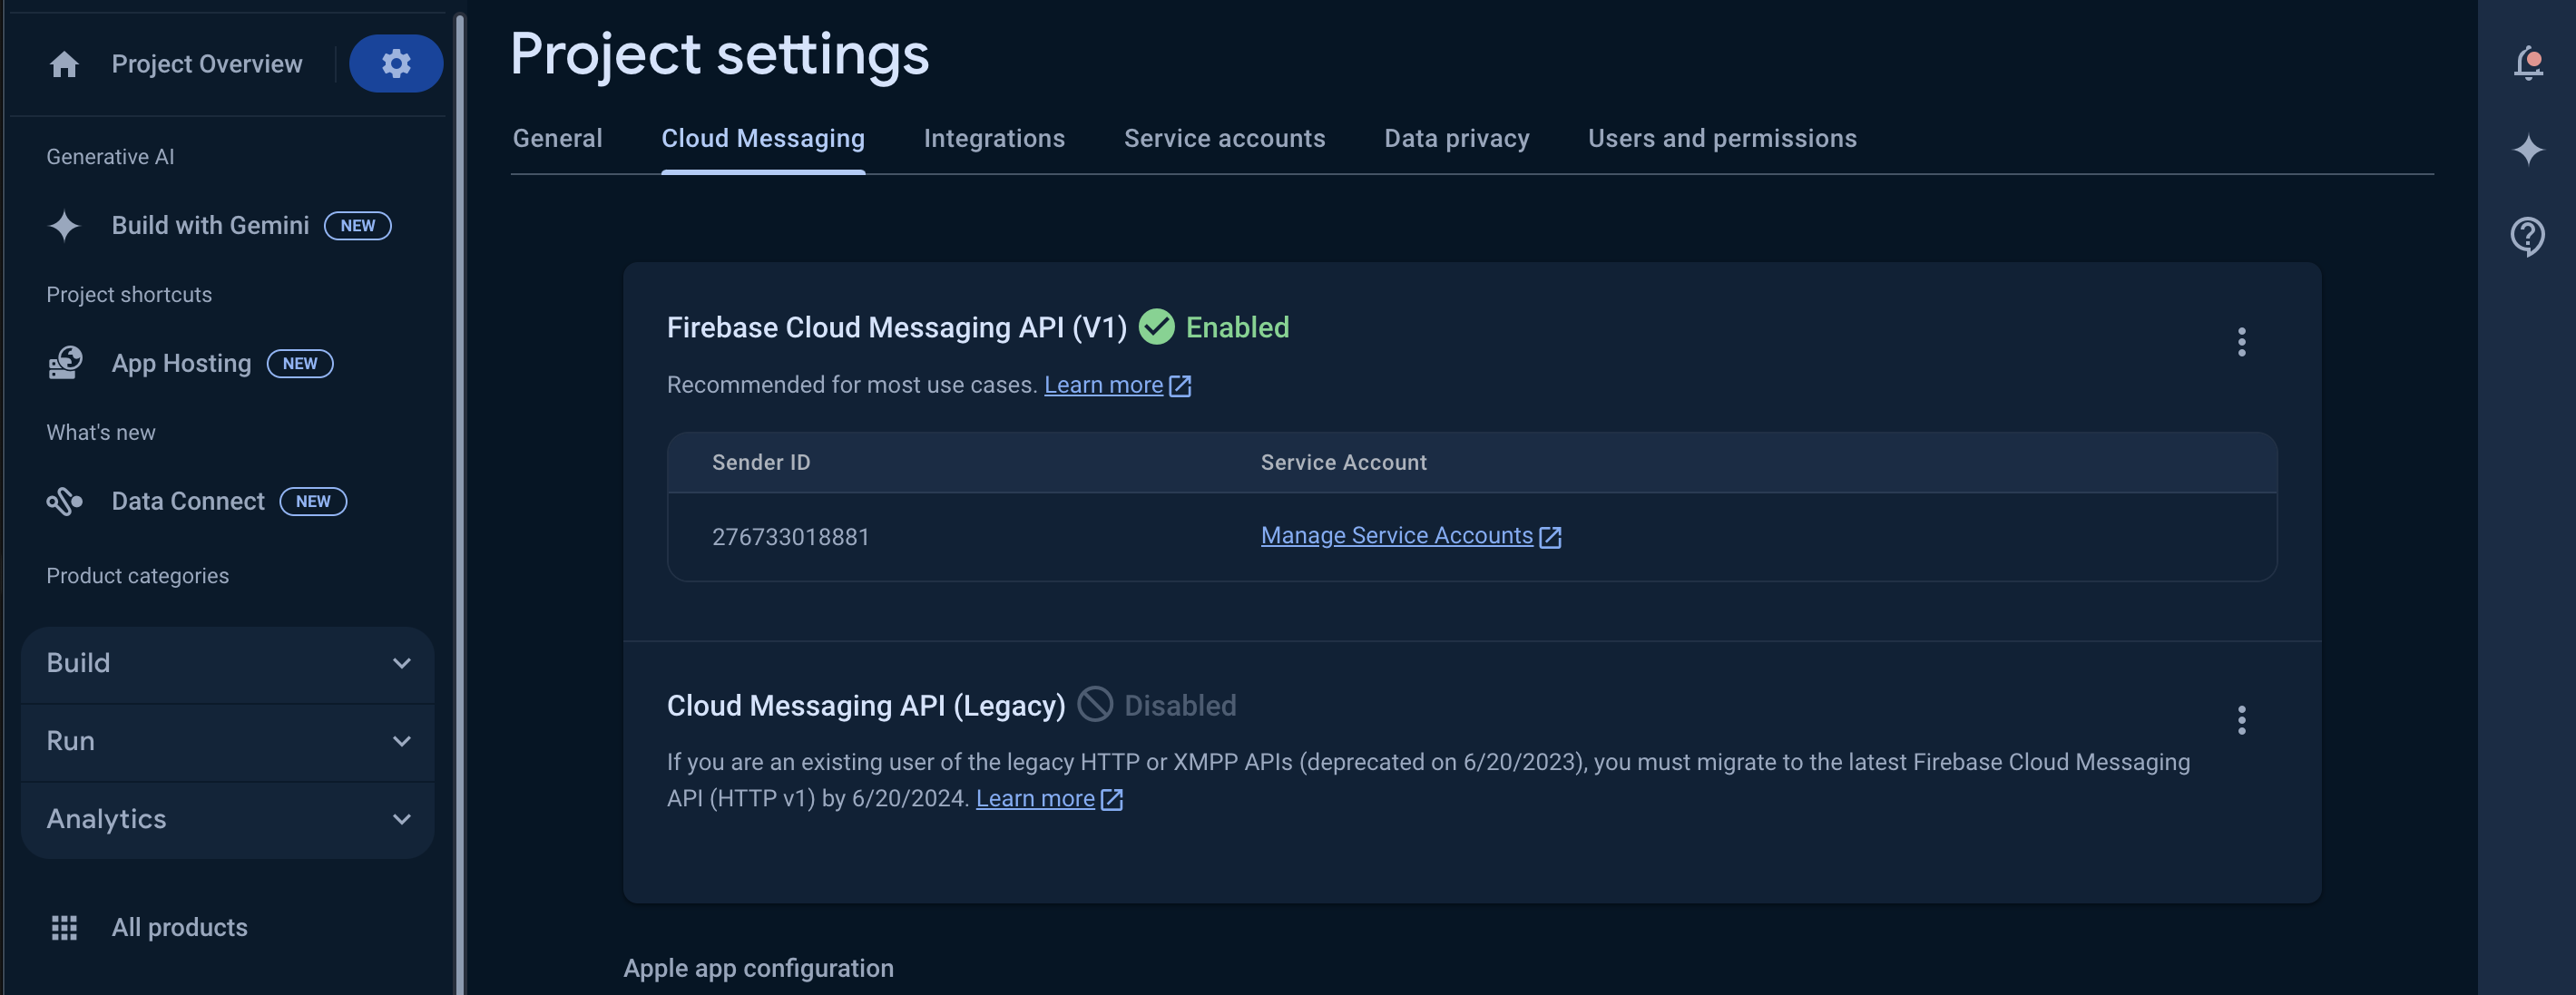 Project Overview
Generative AI
Build with Gemini NEW
Project shortcuts
App Hosting NEW
What's new
Data Connect NEW
Product categories
Build
Run
Analytics
All products
Project settings
General Cloud Messaging Integrations Service accounts Data privacy Users and permissions
Firebase Cloud Messaging API (V1) Enabled
Recommended for most use cases. Learn more
Sender ID Service Account
276733018881 Manage Service Accounts
Cloud Messaging API (Legacy) Disabled
If you are an existing user of the legacy HTTP or XMPP APIs (deprecated on 6/20/2023), you must migrate to the latest Firebase Cloud Messaging
API (HTTP v1) by 6/20/2024. Learn more
Apple app configuration